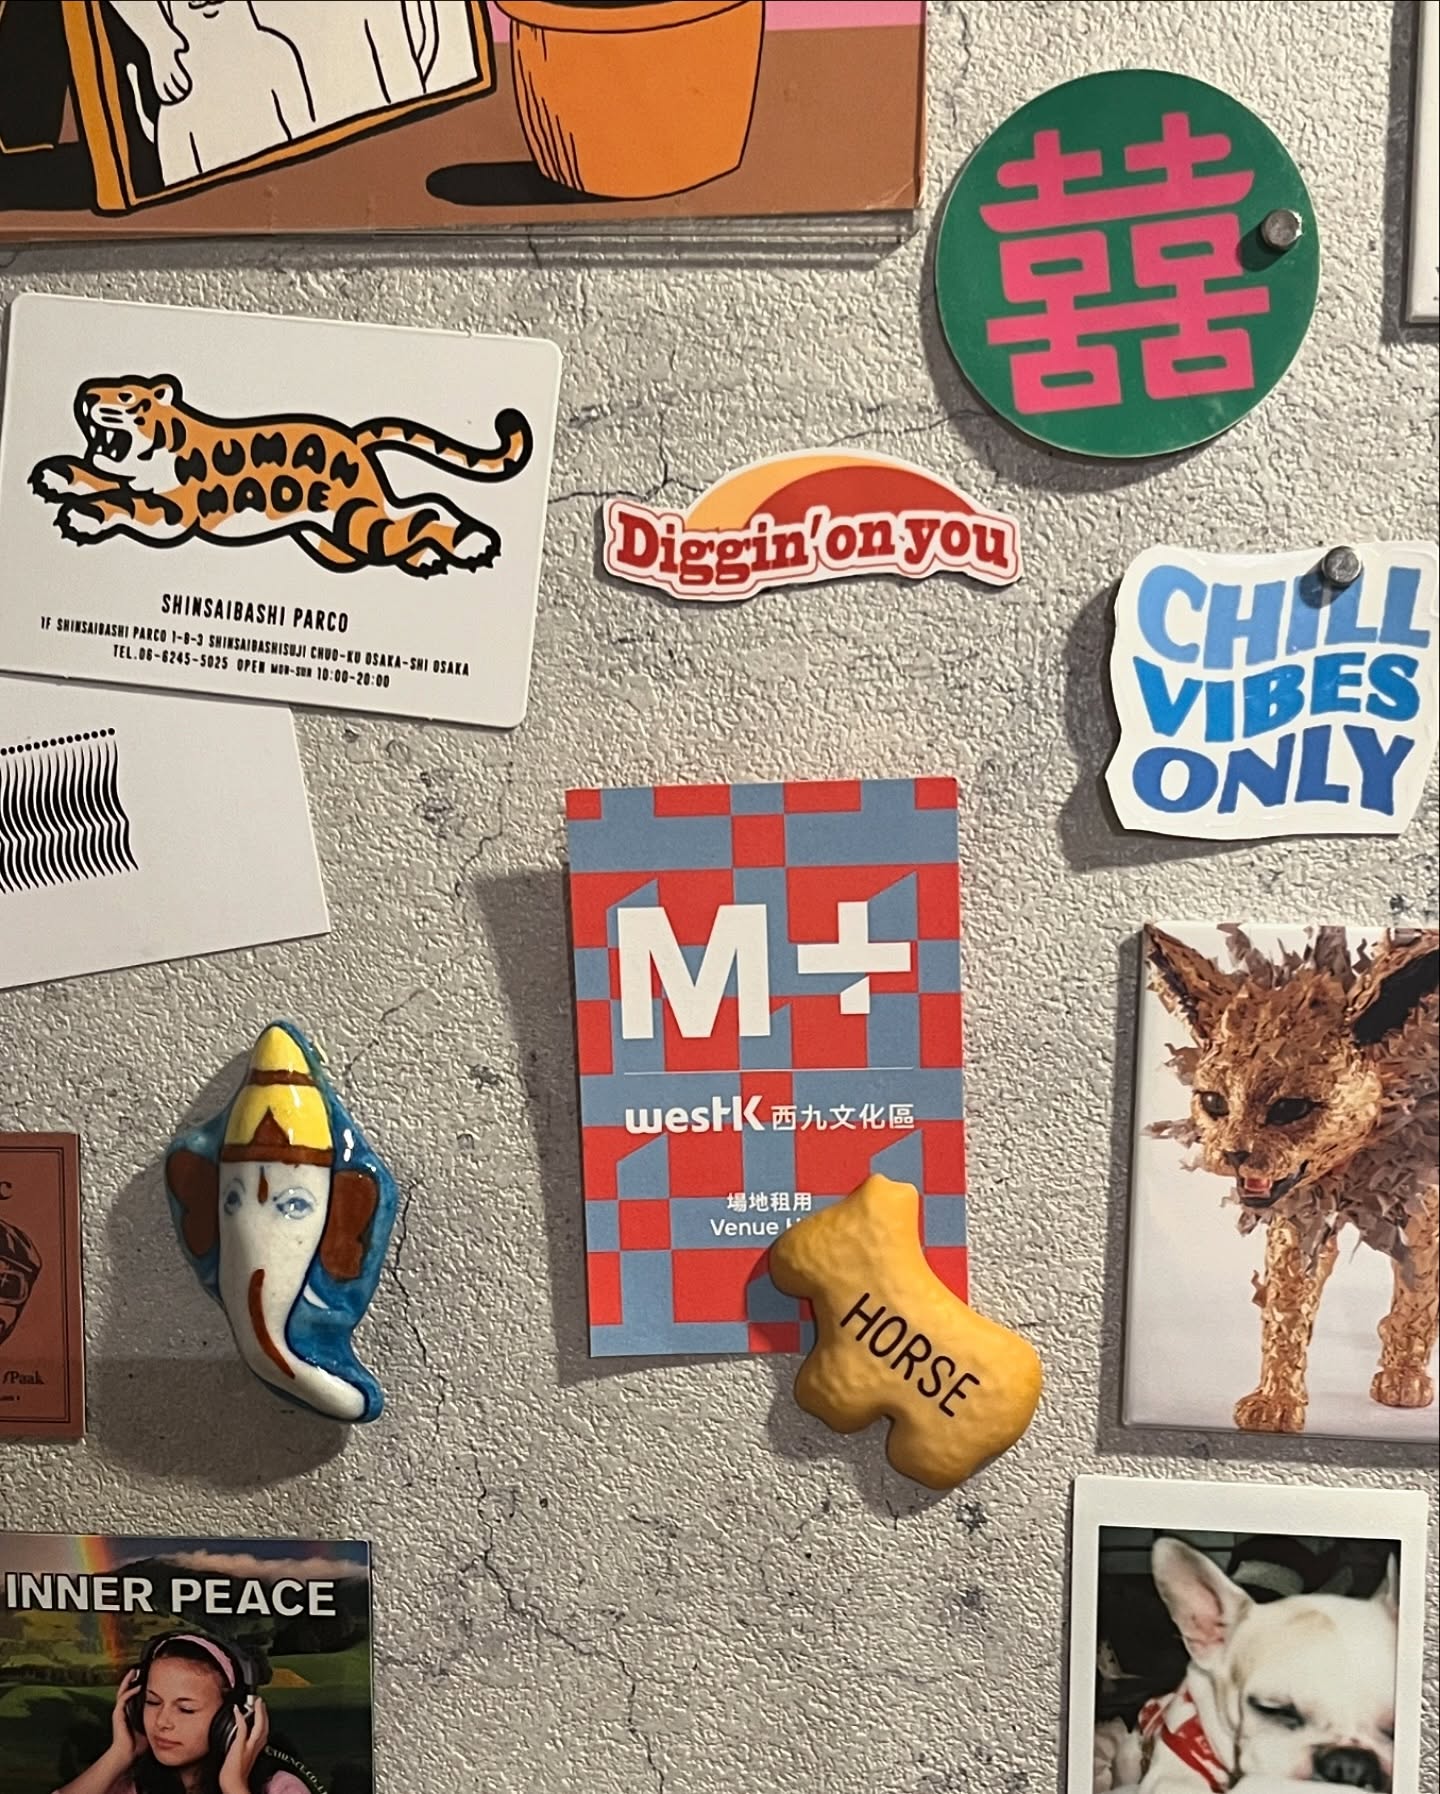 囍
HUMAN
MADE
SHINSAIBASHI PARCO
1F SHINSAIBASHI PARCO 1-8-3 SHINSAIBASHISUJI CHUO-KU OSAKA-SHI OSAKA
TEL.06-6245-5025 OPEN MON-SUN 10:00-20:00
Diggin' on you
CHILL
VIBES
ONLY
M+
westK 西九文化區
場地租用
Venue
HORSE
c
/Paak
INNER PEACE